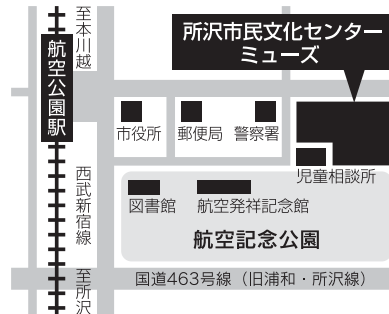 至本川越
所沢市民文化センター
ミューズ
航空公園駅
市役所
郵便局
警察署
児童相談所
西武新宿線
図書館
航空発祥記念館
航空記念公園
至所沢
国道463号線（旧浦和・所沢線）